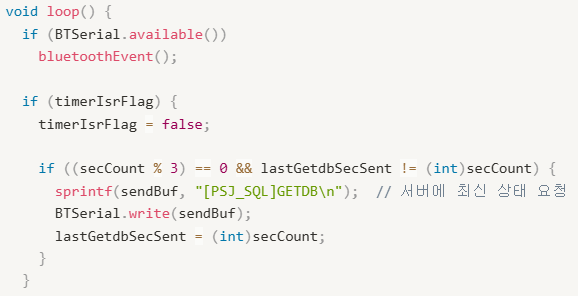 void loop() {
  if (BTSerial.available())
    bluetoothEvent();

  if (timerIsrFlag) {
    timerIsrFlag = false;

    if ((secCount % 3) == 0 && lastGetdbSecSent != (int)secCount) {
      sprintf(sendBuf, "[PSJ_SQL]GETDB\n");  // 서버에 최신 상태 요청
      BTSerial.write(sendBuf);
      lastGetdbSecSent = (int)secCount;
    }
  }